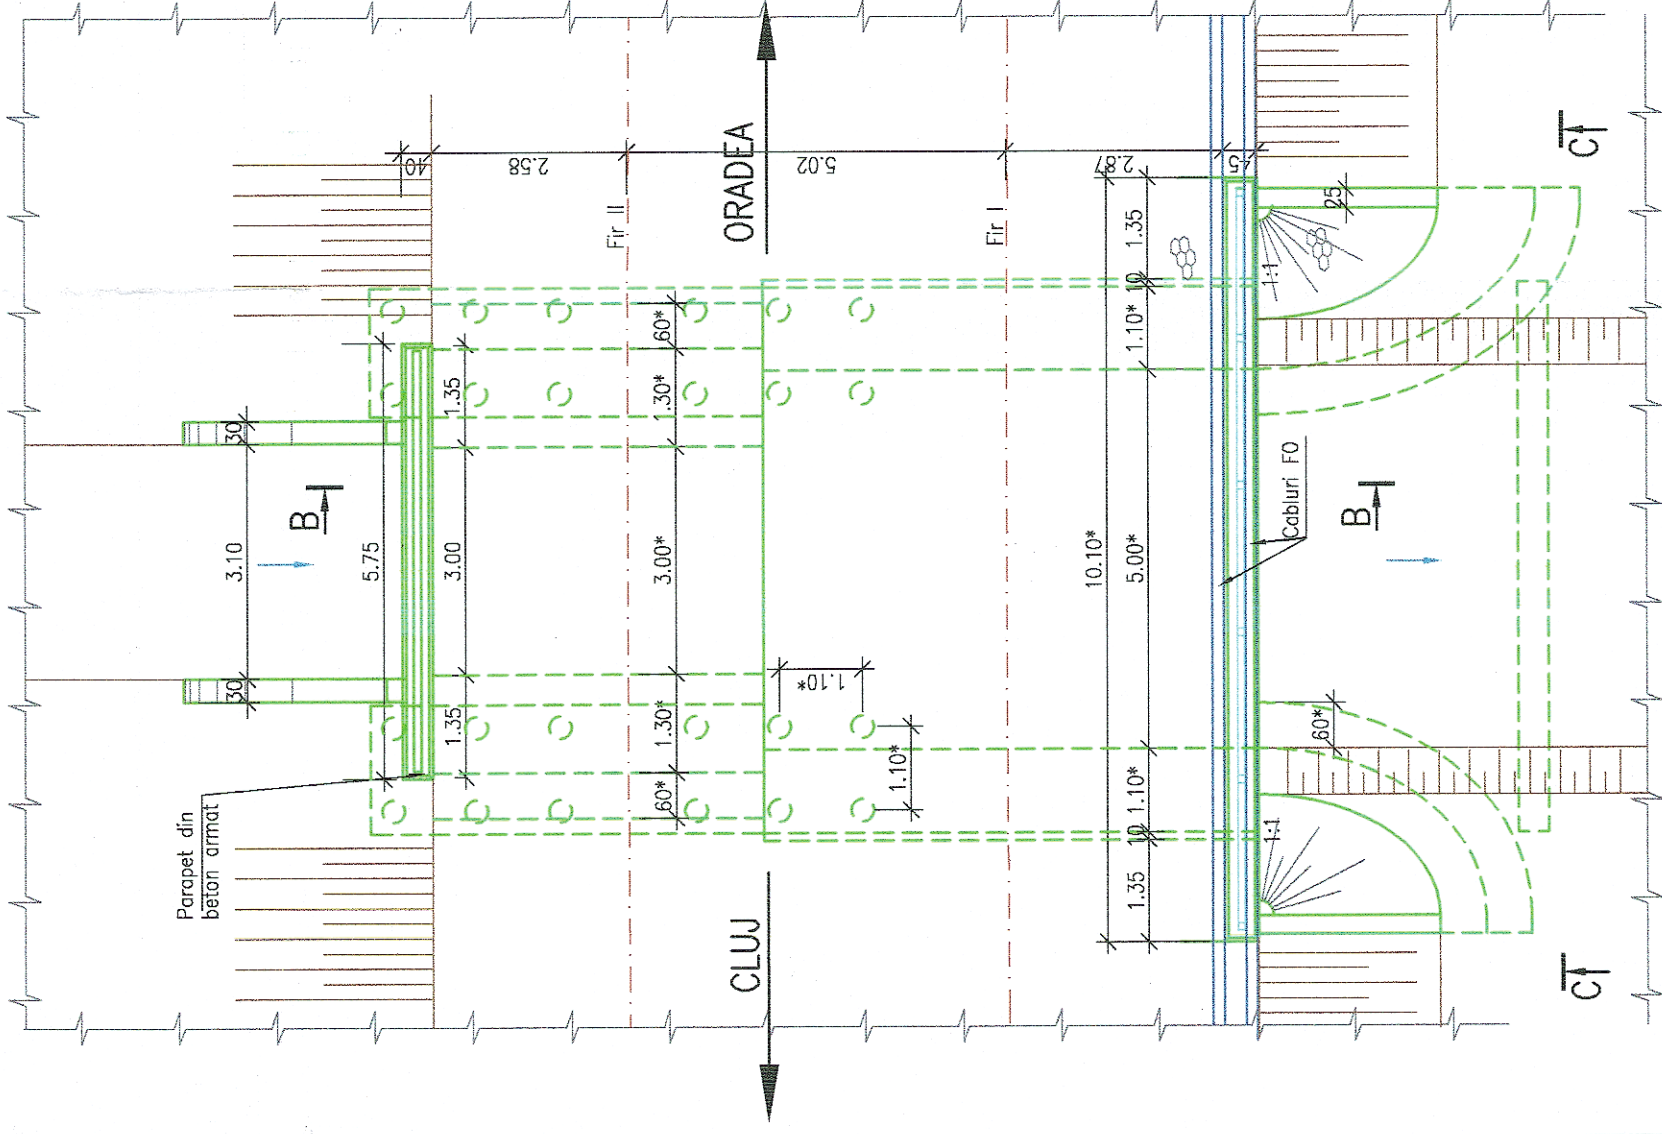 Parapet din
beton armat
30
3.10
30
B
5.75
1.35
3.00
1.35
40
2.58
5.02
2.87
45
Fir II
60*
1.30*
3.00*
1.30*
60*
ORADEA
CLUJ
1.10*
1.10*
Fir I
10.10*
1.35
10
1.10*
5.00*
1.10*
10
1.35
Cabluri FO
1:1
1:1
25
60*
B
C
C